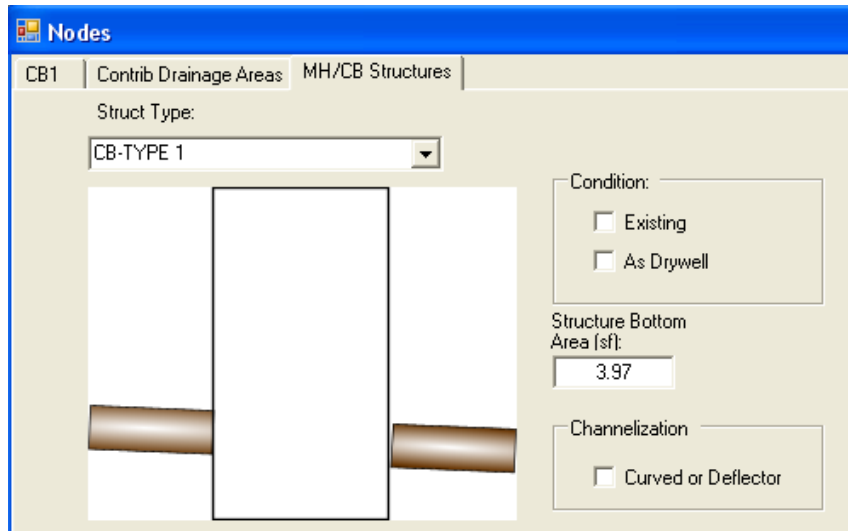 Nodes
CB1 Contrib Drainage Areas MH/CB Structures
Struct Type:
CB-TYPE 1
Condition:
Existing
As Drywell
Structure Bottom
Area (sf):
3.97
Channelization
Curved or Deflector